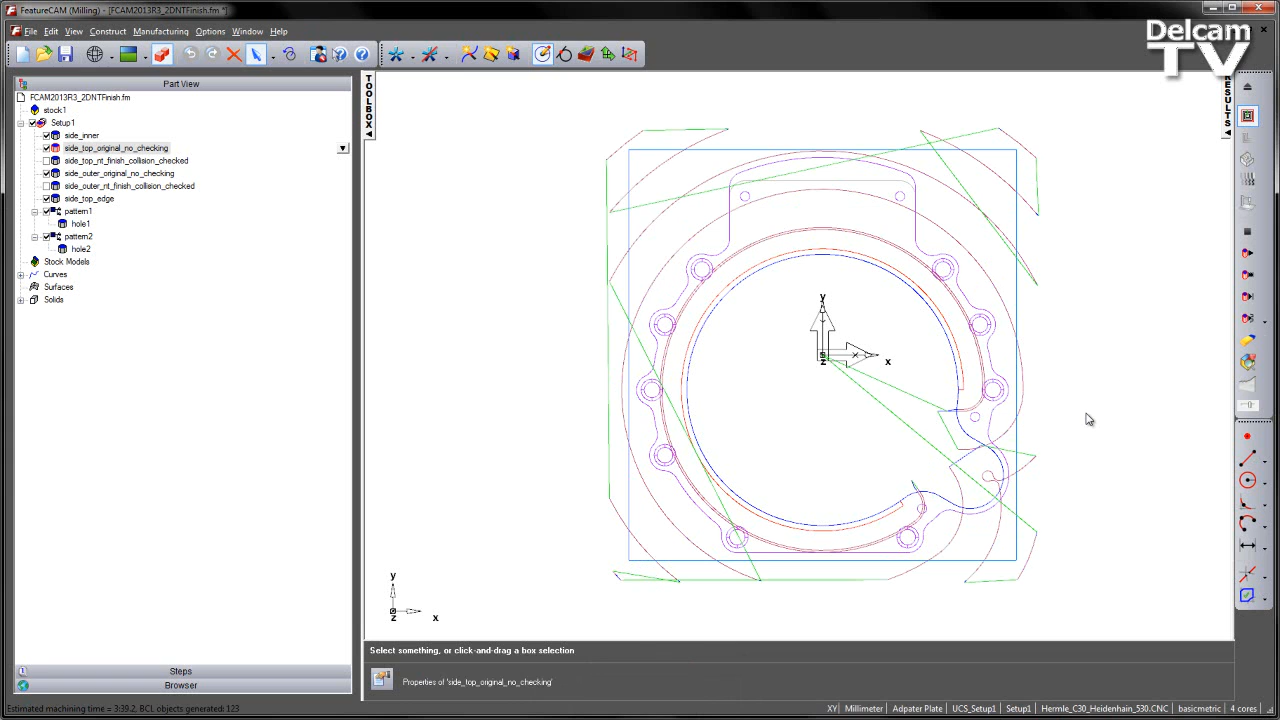 FeatureCAM (Milling) - [FCAM2013R3_2DNTFinish.fm *]
File Edit View Construct Manufacturing Options Window Help
Delcam
TV
Part View
FCAM2013R3_2DNTFinish.fm
stock1
Setup1
side_inner
side_top_original_no_checking
side_top_nt_finish_collision_checked
side_outer_original_no_checking
side_outer_nt_finish_collision_checked
side_top_edge
pattern1
hole1
pattern2
hole2
Stock Models
Curves
Surfaces
Solids
Steps
Browser
TOOLBOX
RESULTS
y
x
z
y
x
z
Select something, or click-and-drag a box selection
Properties of 'side_top_original_no_checking'
Estimated machining time = 3:39.2, BCL objects generated: 123
XY Millimeter Adpater Plate UCS_Setup1 Setup1 Hermle_C30_Heidenhain_530.CNC basicmetric 4 cores